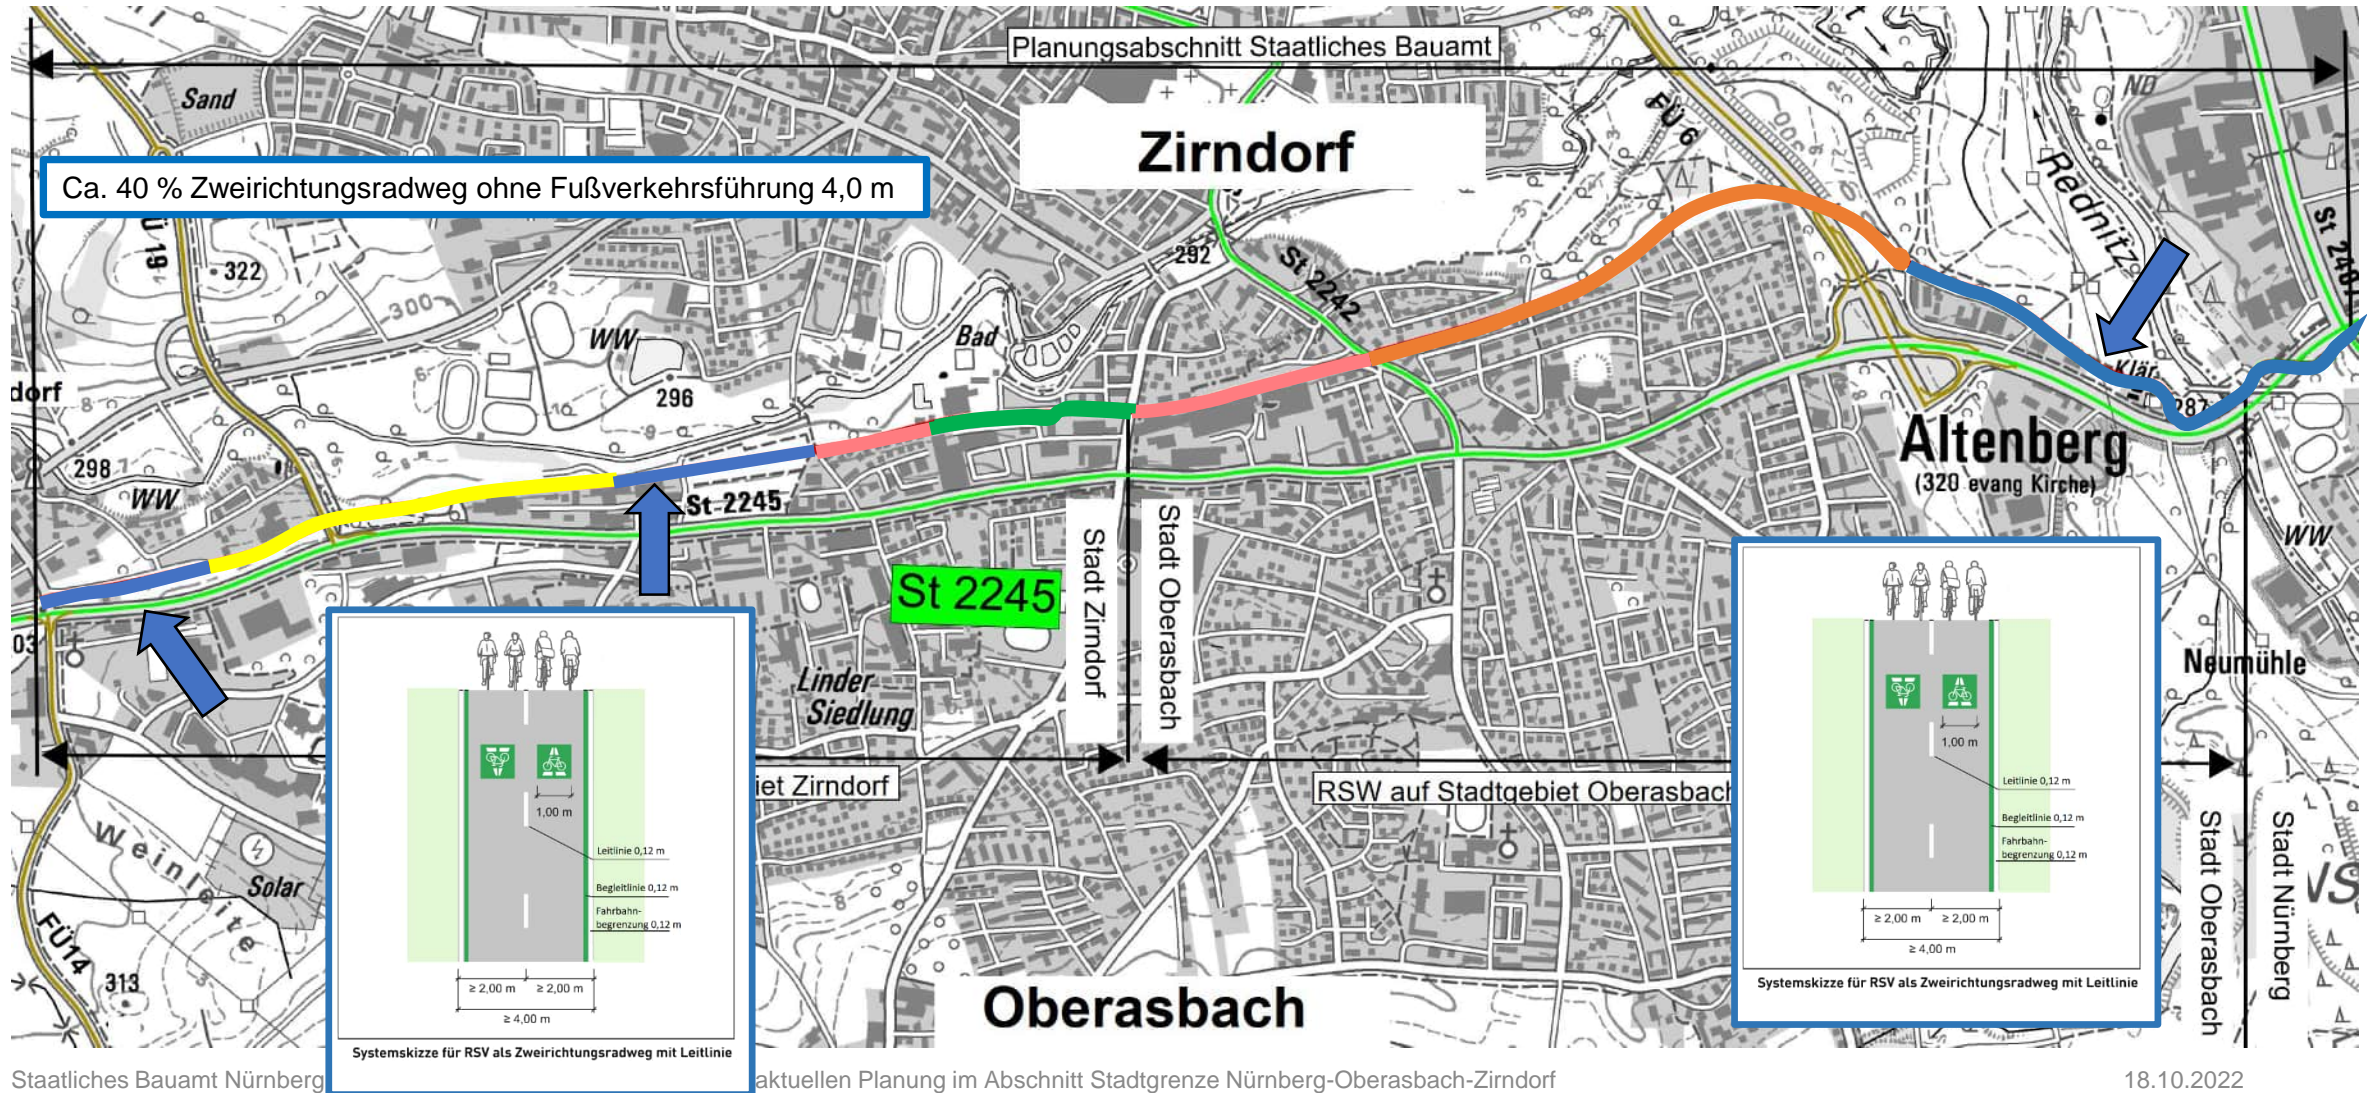 Planungsabschnitt Staatliches Bauamt
Sand
Zirndorf
FÜ 6
ND
Rednitz
Ca. 40 % Zweirichtungsradweg ohne Fußverkehrsführung 4,0 m
Ü 19
322
300
292
St 2242
St 2401
WW
Bad
296
dorf
298
WW
Klär
287
Altenberg
(320 evang Kirche)
St 2245
WW
St 2245
Stadt Zirndorf
Stadt Oberasbach
03
Linder
Siedlung
Neumühle
1,00 m
Leitlinie 0,12 m
Begleitlinie 0,12 m
Fahrbahn-
begrenzung 0,12 m
≥ 2,00 m
≥ 2,00 m
≥ 4,00 m
Systemskizze für RSV als Zweirichtungsradweg mit Leitlinie
1,00 m
Leitlinie 0,12 m
Begleitlinie 0,12 m
Fahrbahn-
begrenzung 0,12 m
≥ 2,00 m
≥ 2,00 m
≥ 4,00 m
Systemskizze für RSV als Zweirichtungsradweg mit Leitlinie
iet Zirndorf
RSW auf Stadtgebiet Oberasbach
Weinleite
Solar
FÜ14
313
Stadt Oberasbach
Stadt Nürnberg
Oberasbach
Staatliches Bauamt Nürnberg
aktuellen Planung im Abschnitt Stadtgrenze Nürnberg-Oberasbach-Zirndorf
18.10.2022